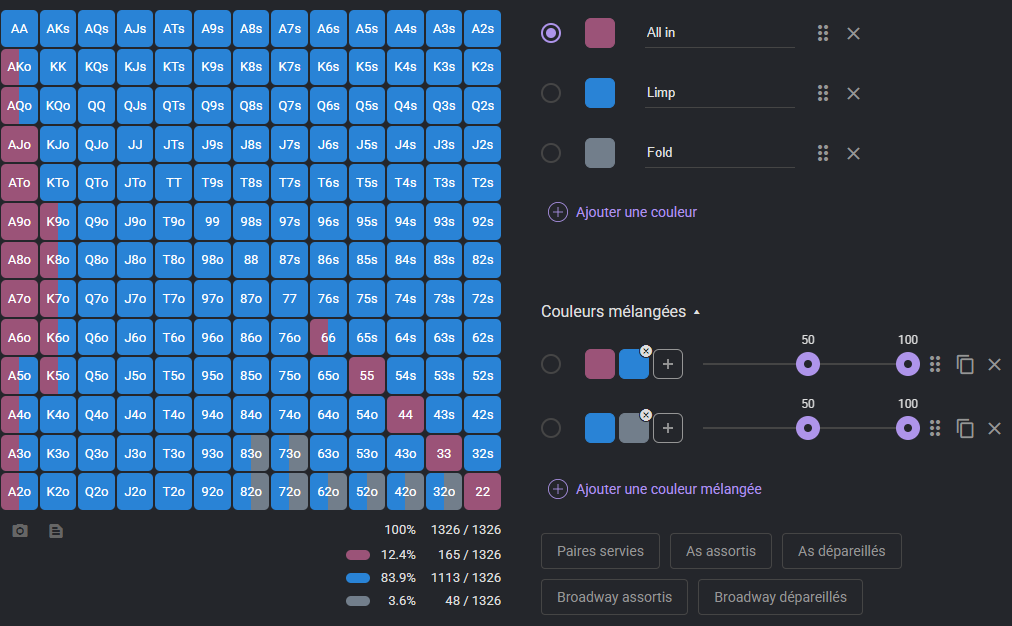 AA AKs AQs AJs ATs A9s A8s A7s A6s A5s A4s A3s A2s
AKo KK KQs KJs KTs K9s K8s K7s K6s K5s K4s K3s K2s
AQo KQo QQ QJs QTs Q9s Q8s Q7s Q6s Q5s Q4s Q3s Q2s
AJo KJo QJo JJ JTs J9s J8s J7s J6s J5s J4s J3s J2s
ATo KTo QTo JTo TT T9s T8s T7s T6s T5s T4s T3s T2s
A9o K9o Q9o J9o T9o 99 98s 97s 96s 95s 94s 93s 92s
A8o K8o Q8o J8o T8o 98o 88 87s 86s 85s 84s 83s 82s
A7o K7o Q7o J7o T7o 97o 87o 77 76s 75s 74s 73s 72s
A6o K6o Q6o J6o T6o 96o 86o 76o 66 65s 64s 63s 62s
A5o K5o Q5o J5o T5o 95o 85o 75o 65o 55 54s 53s 52s
A4o K4o Q4o J4o T4o 94o 84o 74o 64o 54o 44 43s 42s
A3o K3o Q3o J3o T3o 93o 83o 73o 63o 53o 43o 33 32s
A2o K2o Q2o J2o T2o 92o 82o 72o 62o 52o 42o 32o 22
100% 1326 / 1326
12.4% 165 / 1326
83.9% 1113 / 1326
3.6% 48 / 1326
All in
Limp
Fold
Ajouter une couleur
Couleurs mélangées
50 100
50 100
Ajouter une couleur mélangée
Paires servies As assortis As dépareillés
Broadway assortis Broadway dépareillés